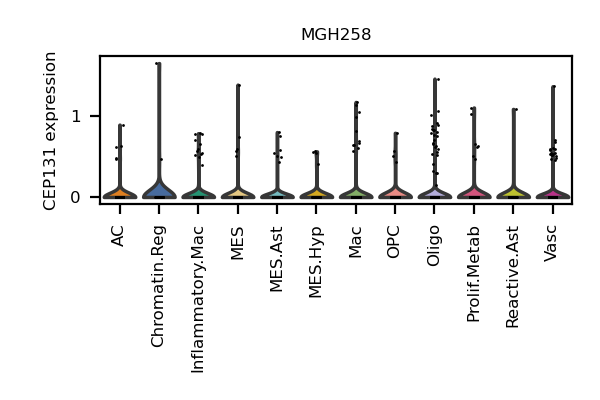 MGH258
CEP131 expression
1
0
AC
Chromatin.Reg
Inflammatory.Mac
MES
MES.Ast
MES.Hyp
Mac
OPC
Oligo
Prolif.Metab
Reactive.Ast
Vasc